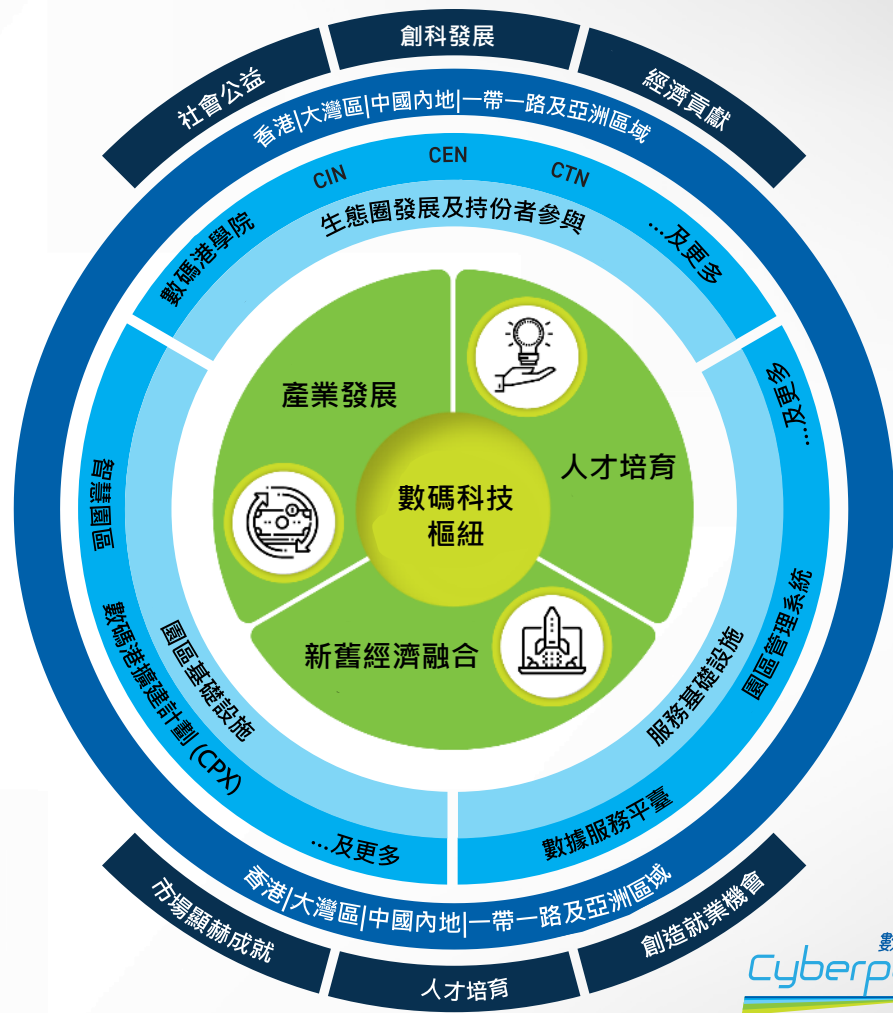 創科發展
社會公益
經濟貢獻
香港|大灣區|中國內地|一帶一路及亞洲區域
CIN
CEN
CTN
數碼港學院
...及更多
生態圈發展及持份者參與
產業發展
人才培育
數碼科技
樞紐
新舊經濟融合
智慧園區
數碼港擴建計劃 (CPX)
...及更多
園區基礎設施
...及更多
園區管理系統
數據服務平臺
服務基礎設施
香港|大灣區|中國內地|一帶一路及亞洲區域
市場顯赫成就
人才培育
創造就業機會